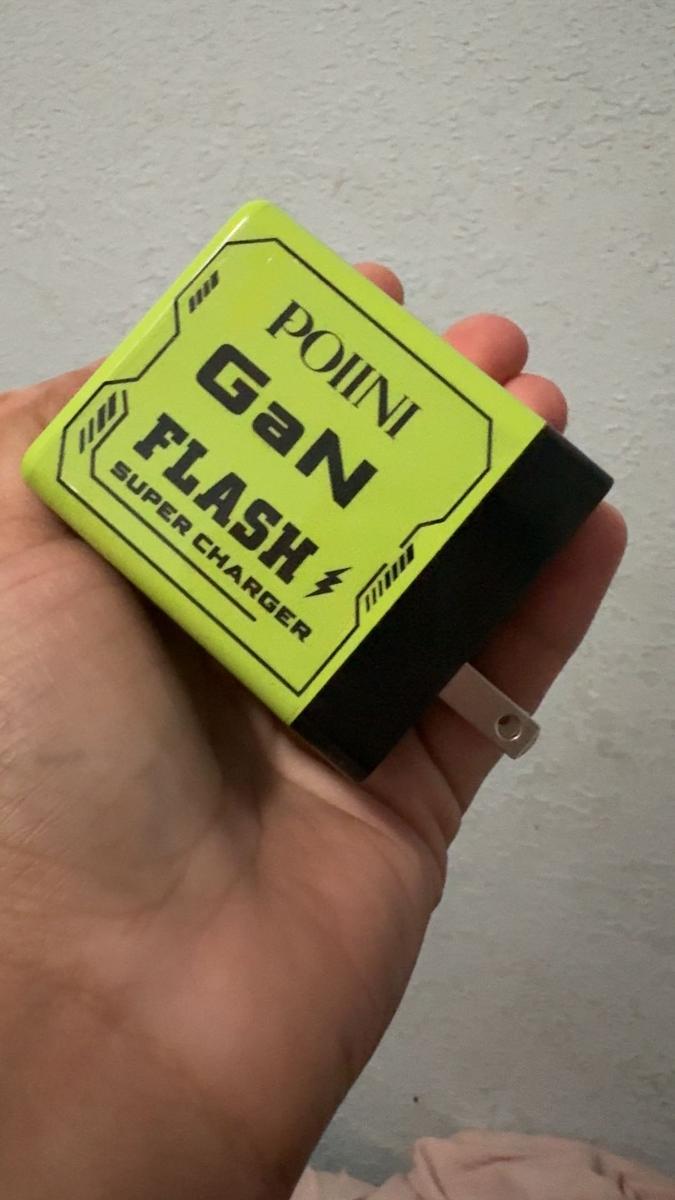 POIINI
GaN
FLASH
SUPER CHARGER